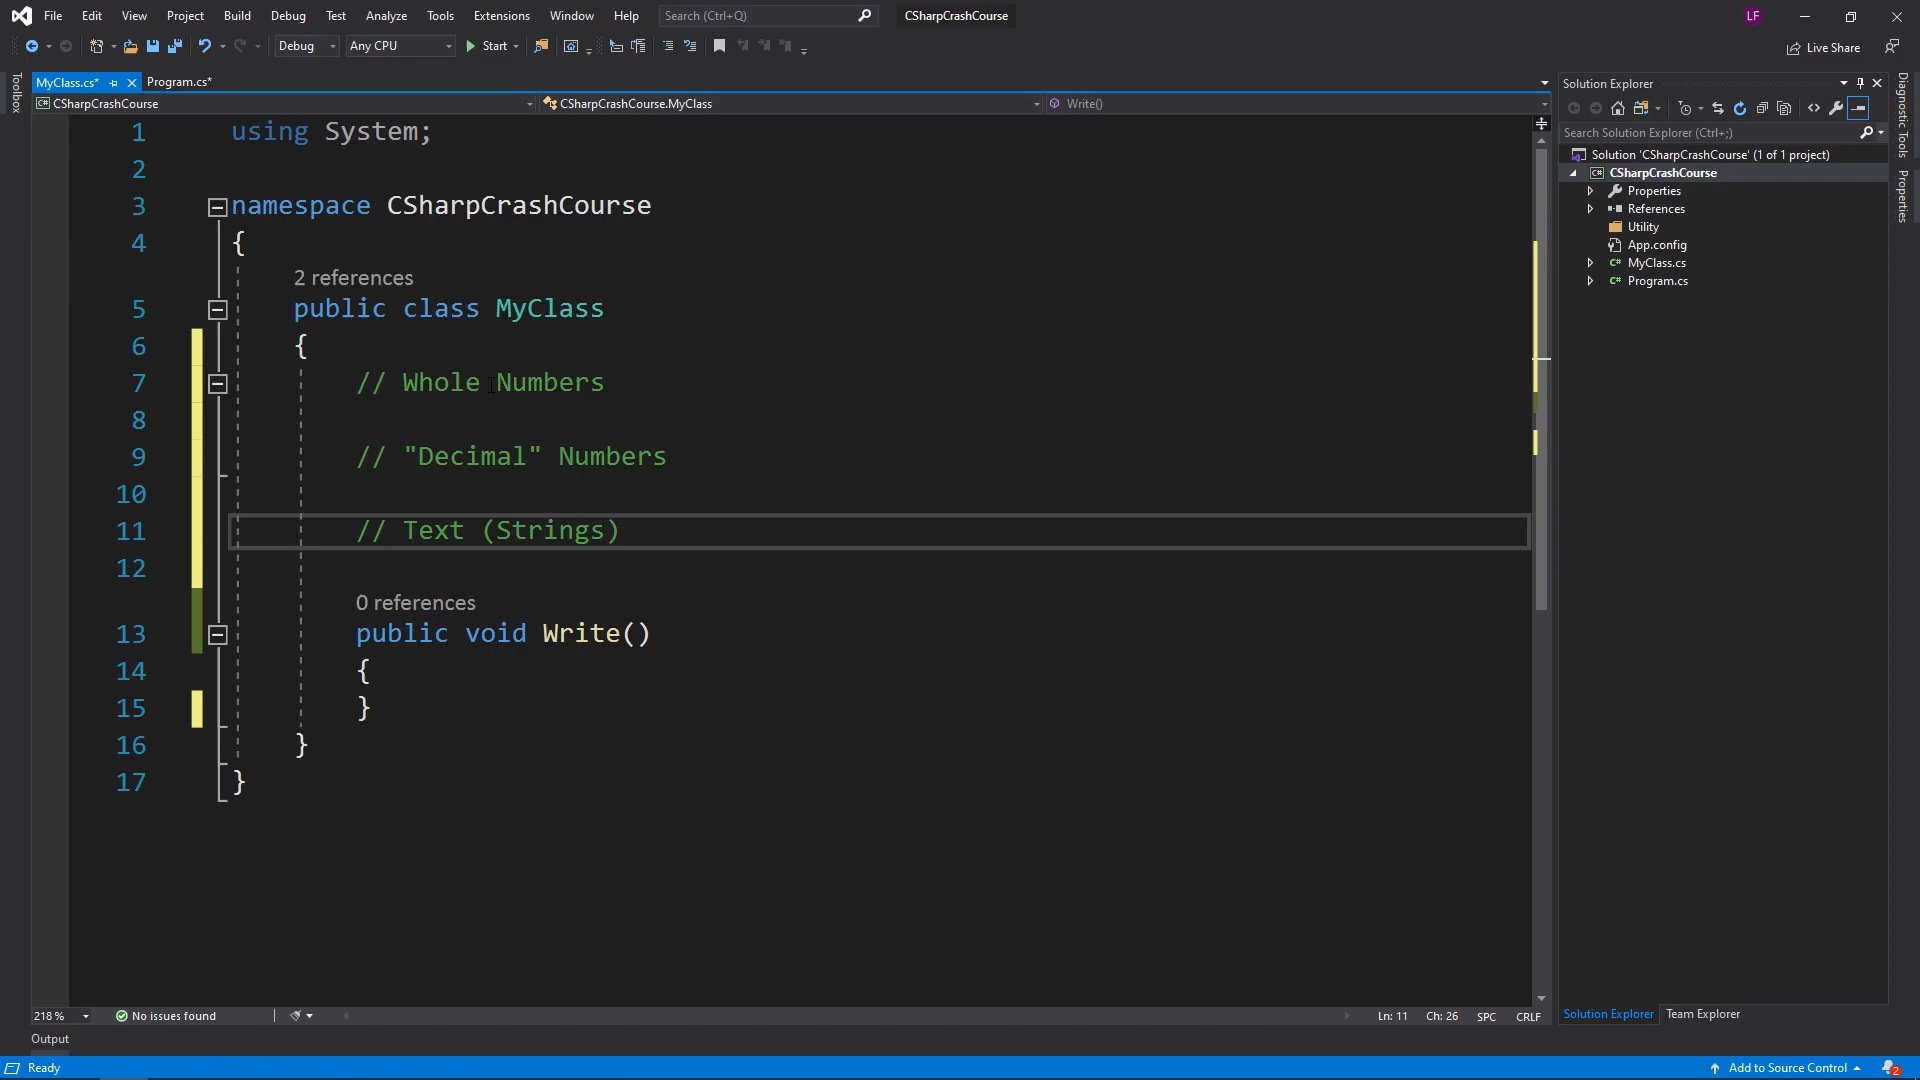 File Edit View Project Build Debug Test Analyze Tools Extensions Window Help Search (Ctrl+Q) CSharpCrashCourse LF
Debug Any CPU Start Live Share
Toolbox
MyClass.cs* Program.cs*
CSharpCrashCourse CSharpCrashCourse.MyClass Write()
1 using System;
2
3 namespace CSharpCrashCourse
4 {
2 references
5 public class MyClass
6 {
7 // Whole Numbers
8
9 // "Decimal" Numbers
10
11 // Text (Strings)
12
0 references
13 public void Write()
14 {
15 }
16 }
17 }
218 % No issues found Ln: 11 Ch: 26 SPC CRLF
Output
Solution Explorer
Search Solution Explorer (Ctrl+;)
Solution 'CSharpCrashCourse' (1 of 1 project)
C# CSharpCrashCourse
Properties
References
Utility
App.config
C# MyClass.cs
C# Program.cs
Solution Explorer Team Explorer
Diagnostic Tools
Properties
Ready Add to Source Control 2